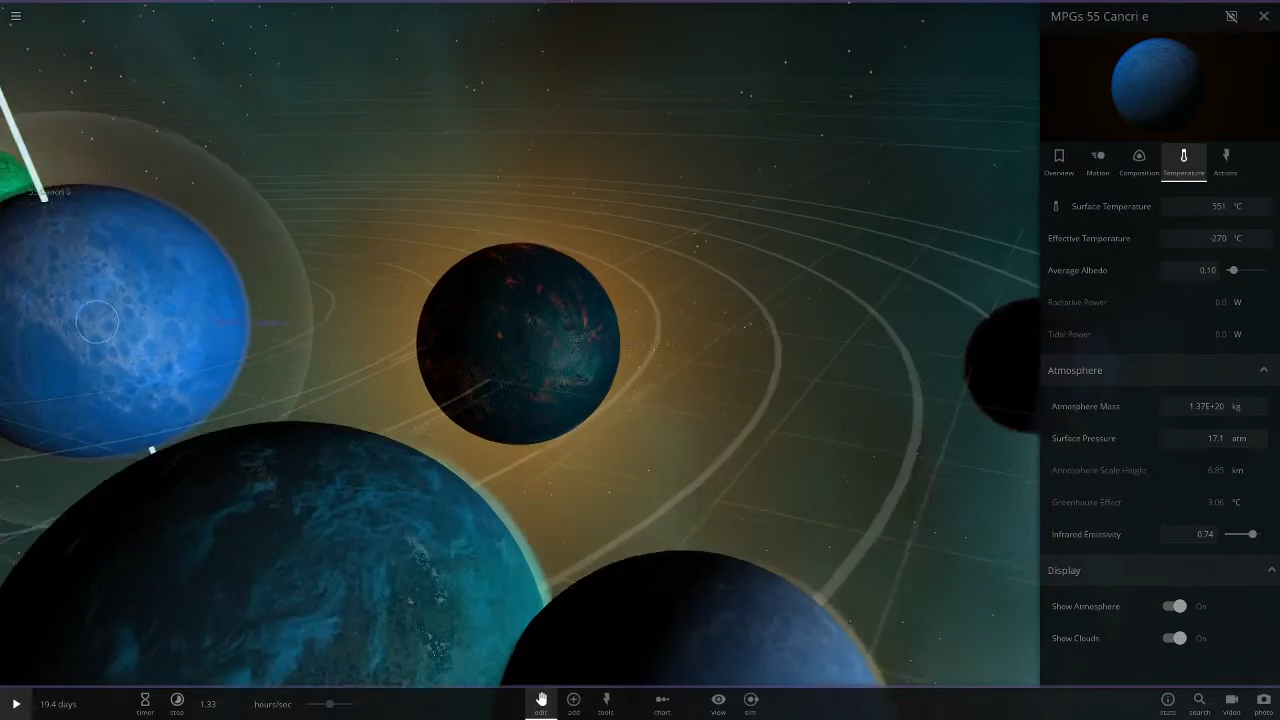 MPGs 55 Cancri e
Overview
Motion
Composition
Temperature
Actions
Surface Temperature 551 °C
Effective Temperature -270 °C
Average Albedo 0.10
Radiative Power 0.0 W
Tidal Power 0.0 W
Atmosphere
Atmosphere Mass 1.37E+20 kg
Surface Pressure 17.1 atm
Atmosphere Scale Height 6.85 km
Greenhouse Effect 3.06 °C
Infrared Emissivity 0.74
Display
Show Atmosphere On
Show Clouds On
19.4 days
timer
step
1.33 hours/sec
edit
add
tools
chart
view
sim
stats
search
video
photo